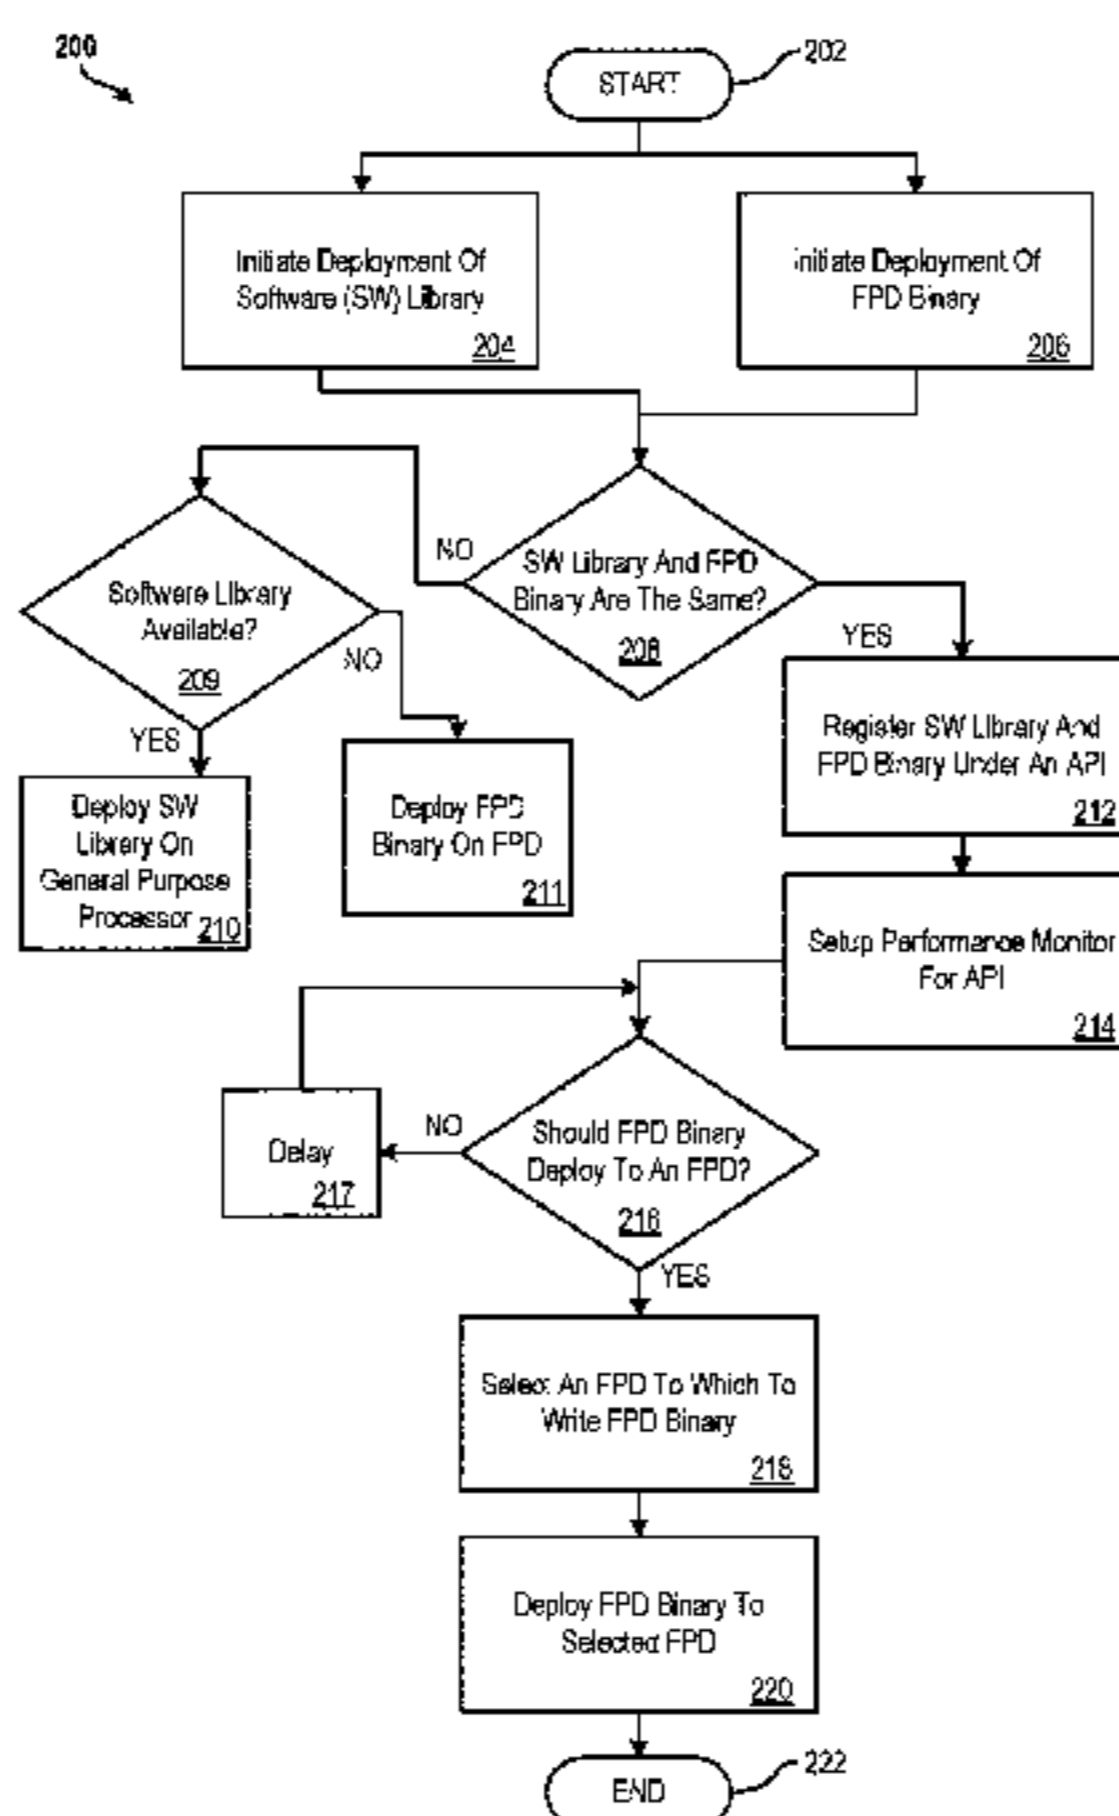 200
START
202
Initiate Deployment Of
Software (SW) Library
204
Initiate Deployment Of
FPD Binary
206
SW Library And FPD
Binary Are The Same?
208
NO
YES
Software Library
Available?
209
NO
YES
Deploy SW
Library On
General Purpose
Processor
210
Deploy FPD
Binary On FPD
211
Register SW Library And
FPD Binary Under An API
212
Setup Performance Monitor
For API
214
Should FPD Binary
Deploy To An FPD?
216
NO
Delay
217
YES
Select An FPD To Which To
Write FPD Binary
218
Deploy FPD Binary To
Selected FPD
220
END
222